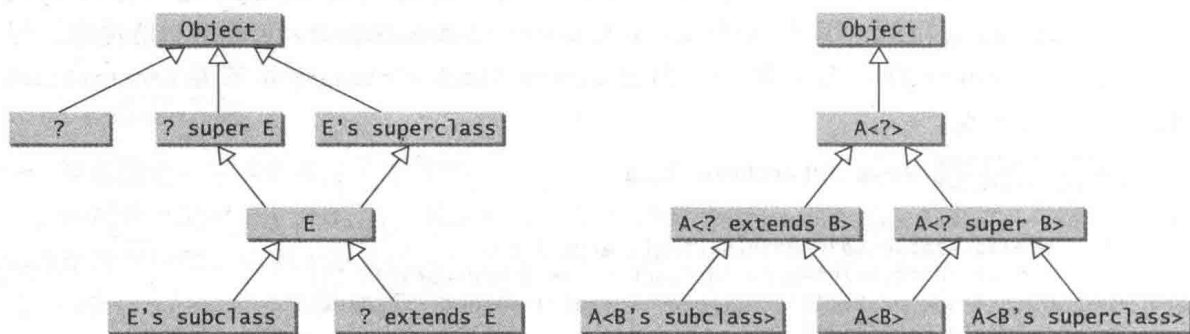 Object
Object
?
? super E
E's superclass
A<?>
E
A<? extends B>
A<? super B>
E's subclass
? extends E
A<B's subclass>
A<B>
A<B's superclass>